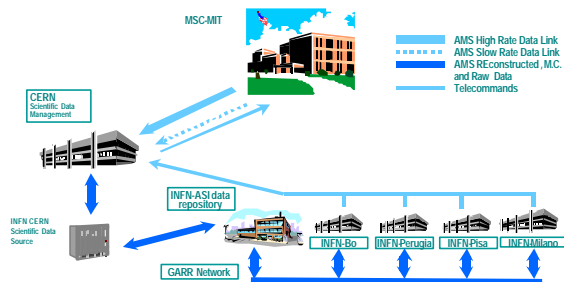 MSC-MIT
AMS High Rate Data Link
AMS Slow Rate Data Link
AMS REconstructed, M.C.
and Raw Data
Telecommands
CERN
Scientific Data
Management
INFN-ASI data
repository
INFN CERN
Scientific Data
Source
INFN-Bo
INFN-Perugia
INFN-Pisa
INFN-Milano
GARR Network